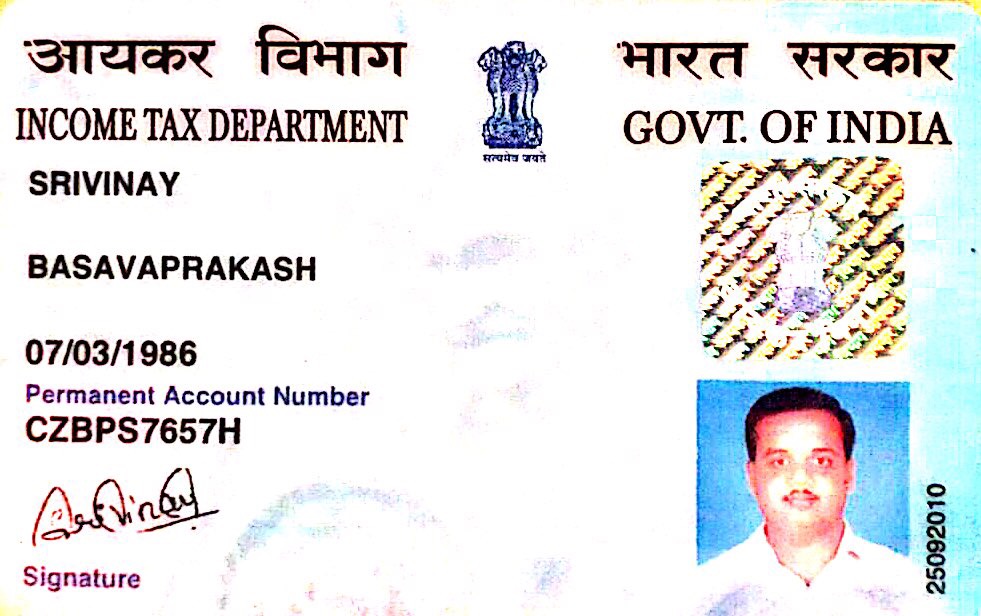 आयकर विभाग
भारत सरकार
INCOME TAX DEPARTMENT
GOVT. OF INDIA
सत्यमेव जयते
SRIVINAY
BASAVAPRAKASH
07/03/1986
Permanent Account Number
CZBPS7657H
Srivinay
Signature
25092010